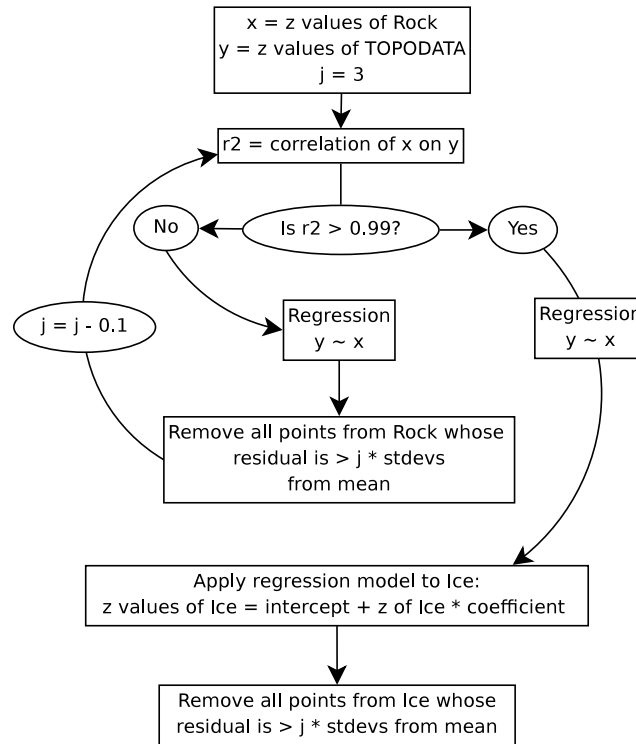 x = z values of Rock
y = z values of TOPODATA
j = 3
r2 = correlation of x on y
No
Is r2 > 0.99?
Yes
j = j - 0.1
Regression
y ~ x
Regression
y ~ x
Remove all points from Rock whose
residual is > j * stdevs
from mean
Apply regression model to Ice:
z values of Ice = intercept + z of Ice * coefficient
Remove all points from Ice whose
residual is > j * stdevs from mean